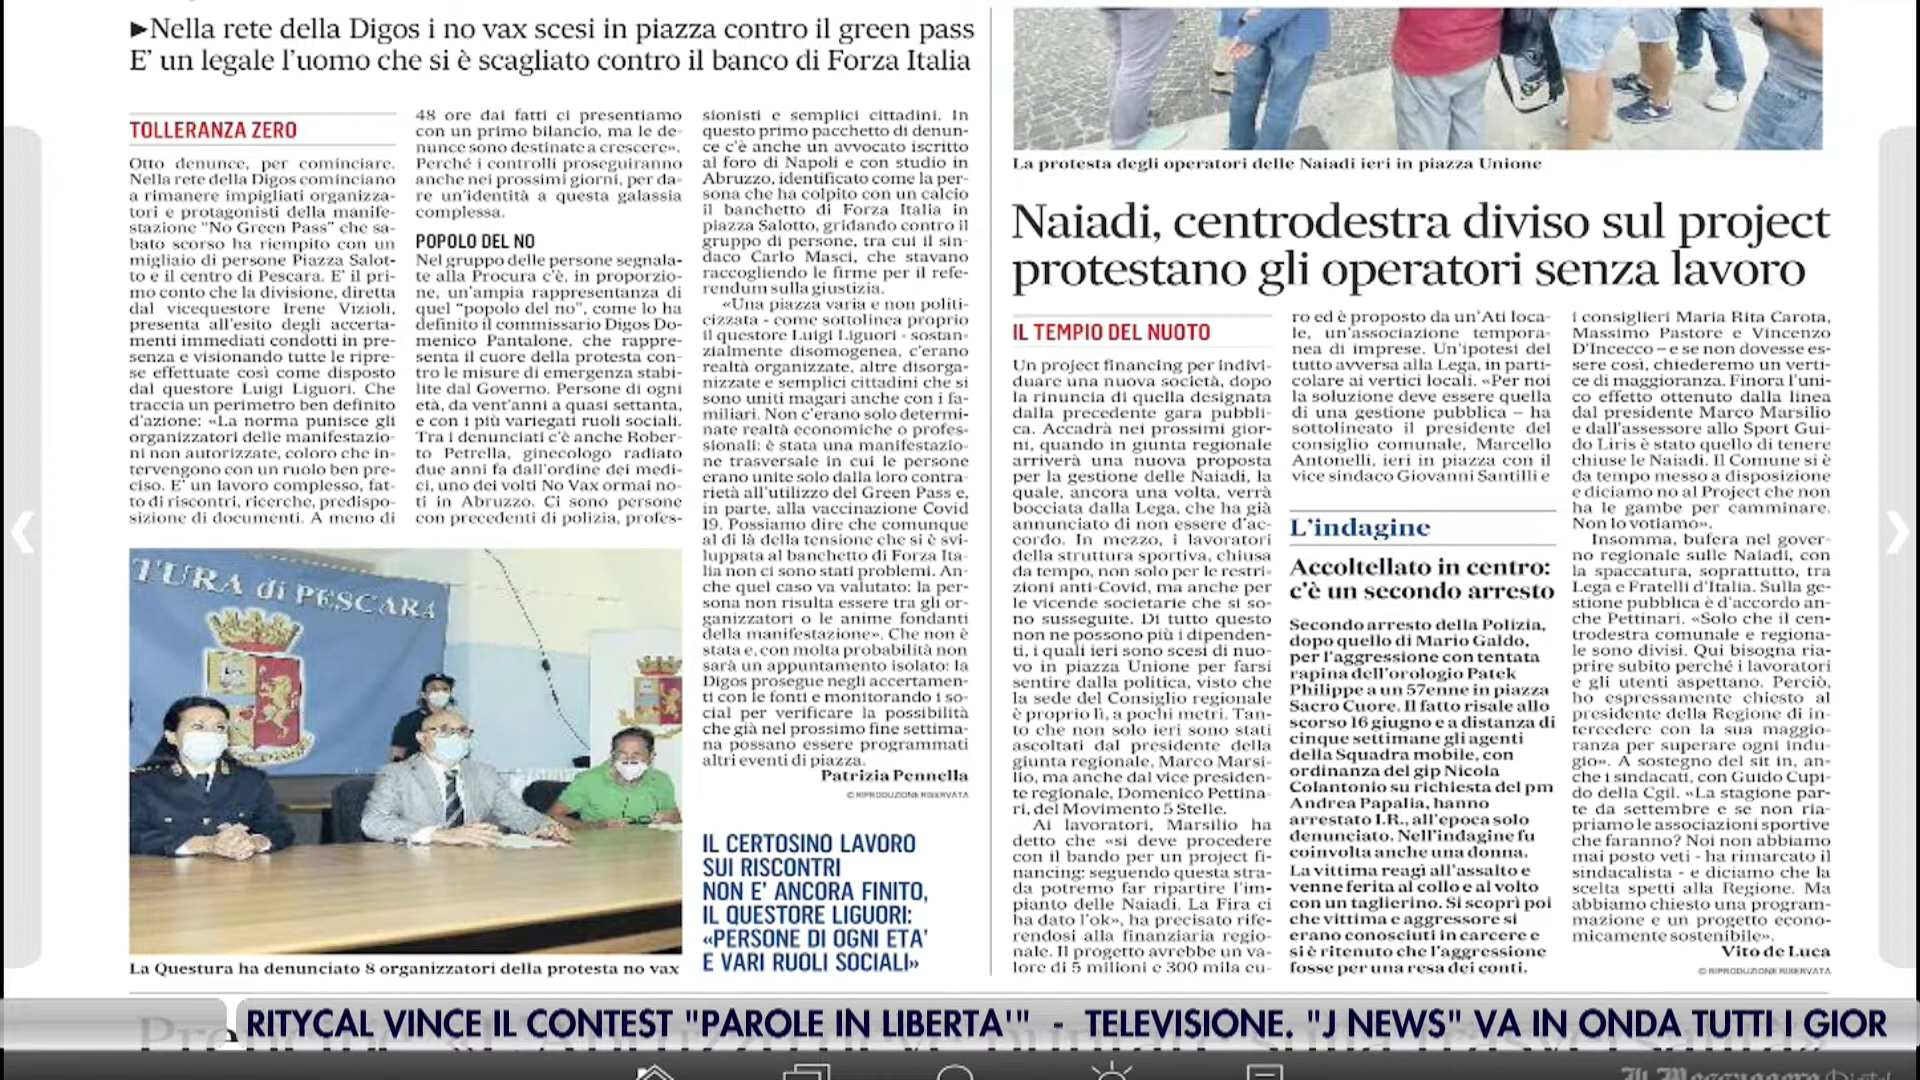 ►Nella rete della Digos i no vax scesi in piazza contro il green pass
E' un legale l'uomo che si è scagliato contro il banco di Forza Italia
TOLLERANZA ZERO
Otto denunce, per cominciare.
Nella rete della Digos cominciano
a rimanere impigliati organizza-
tori e protagonisti della manife-
stazione "No Green Pass" che sa-
bato scorso ha riempito con un
migliaio di persone Piazza Salot-
to e il centro di Pescara. E' il pri-
mo conto che la divisione, diretta
dal vicequestore Irene Vizioli,
presenta all'esito degli accerta-
menti immediati condotti in pre-
senza e visionando tutte le ripre-
se effettuate così come disposto
dal questore Luigi Liguori. Che
traccia un perimetro ben definito
d'azione: «La norma punisce gli
organizzatori delle manifestazio-
ni non autorizzate, coloro che in-
tervengono con un ruolo ben pre-
ciso. E' un lavoro complesso, fat-
to di riscontri, ricerche, predispo-
sizione di documenti. A meno di
48 ore dai fatti ci presentiamo
con un primo bilancio, ma le de-
nunce sono destinate a crescere».
Perché i controlli proseguiranno
anche nei prossimi giorni, per da-
re un'identità a questa galassia
complessa.
POPOLO DEL NO
Nel gruppo delle persone segnala-
te alla Procura c'è, in proporzio-
ne, un'ampia rappresentanza di
quel "popolo del no", come lo ha
definito il commissario Digos Do-
menico Pantalone, che rappre-
senta il cuore della protesta con-
tro le misure di emergenza stabi-
lite dal Governo. Persone di ogni
età, da vent'anni a quasi settanta,
e con i più variegati ruoli sociali.
Tra i denunciati c'è anche Rober-
to Petrella, ginecologo radiato
due anni fa dall'ordine dei medi-
ci, uno dei volti No Vax ormai no-
ti in Abruzzo. Ci sono persone
con precedenti di polizia, profes-
sionisti e semplici cittadini. In
questo primo pacchetto di denun-
ce c'è anche un avvocato iscritto
al foro di Napoli e con studio in
Abruzzo, identificato come la per-
sona che ha colpito con un calcio
il banchetto di Forza Italia in
piazza Salotto, gridando contro il
gruppo di persone, tra cui il sin-
daco Carlo Masci, che stavano
raccogliendo le firme per il refe-
rendum sulla giustizia.
«Una piazza varia e non politi-
cizzata - come sottolinea proprio
il questore Luigi Liguori - sostan-
zialmente disomogenea, c'erano
realtà organizzate, altre disorga-
nizzate e semplici cittadini che si
sono uniti magari anche con i fa-
miliari. Non c'erano solo determi-
nate realtà economiche o profes-
sionali: è stata una manifestazio-
ne trasversale in cui le persone
erano unite solo dalla loro contra-
rietà all'utilizzo del Green Pass e,
in parte, alla vaccinazione Covid
19. Possiamo dire che comunque
al di là della tensione che si è svi-
luppata al banchetto di Forza Ita-
lia non ci sono stati problemi. An-
che quel caso va valutato: la per-
sona non risulta essere tra gli or-
ganizzatori o le anime fondanti
della manifestazione». Che non è
stata e, con molta probabilità non
sarà un appuntamento isolato: la
Digos prosegue negli accertamen-
ti con le fonti e monitorando i so-
cial per verificare la possibilità
che già nel prossimo fine settima-
na possano essere programmati
altri eventi di piazza.
Patrizia Pennella
© RIPRODUZIONE RISERVATA
TURA di PESCARA
La Questura ha denunciato 8 organizzatori della protesta no vax
IL CERTOSINO LAVORO
SUI RISCONTRI
NON E' ANCORA FINITO,
IL QUESTORE LIGUORI:
«PERSONE DI OGNI ETA'
E VARI RUOLI SOCIALI»
La protesta degli operatori delle Naiadi ieri in piazza Unione
Naiadi, centrodestra diviso sul project
protestano gli operatori senza lavoro
IL TEMPIO DEL NUOTO
Un project financing per indivi-
duare una nuova società, dopo
la rinuncia di quella designata
dalla precedente gara pubbli-
ca. Accadrà nei prossimi gior-
ni, quando in giunta regionale
arriverà una nuova proposta
per la gestione delle Naiadi, la
quale, ancora una volta, verrà
bocciata dalla Lega, che ha già
annunciato di non essere d'ac-
cordo. In mezzo, i lavoratori
della struttura sportiva, chiusa
da tempo, non solo per le restri-
zioni anti-Covid, ma anche per
le vicende societarie che si so-
no susseguite. Di tutto questo
non ne possono più i dipenden-
ti, i quali ieri sono scesi di nuo-
vo in piazza Unione per farsi
sentire dalla politica, visto che
la sede del Consiglio regionale
è proprio lì, a pochi metri. Tan-
to che non solo ieri sono stati
ascoltati dal presidente della
giunta regionale, Marco Marsi-
lio, ma anche dal vice presiden-
te regionale, Domenico Pettina-
ri, del Movimento 5 Stelle.
Ai lavoratori, Marsilio ha
detto che «si deve procedere
con il bando per un project fi-
nancing: seguendo questa stra-
da potremo far ripartire l'im-
pianto delle Naiadi. La Fira ci
ha dato l'ok», ha precisato rife-
rendosi alla finanziaria regio-
nale. Il progetto avrebbe un va-
lore di 5 milioni e 300 mila eu-
ro ed è proposto da un'Ati loca-
le, un'associazione tempora-
nea di imprese. Un'ipotesi del
tutto avversa alla Lega, in parti-
colare ai vertici locali. «Per noi
la soluzione deve essere quella
di una gestione pubblica – ha
sottolineato il presidente del
consiglio comunale, Marcello
Antonelli, ieri in piazza con il
vice sindaco Giovanni Santilli e
i consiglieri Maria Rita Carota,
Massimo Pastore e Vincenzo
D'Incecco – e se non dovesse es-
sere così, chiederemo un verti-
ce di maggioranza. Finora l'uni-
co effetto ottenuto dalla linea
dal presidente Marco Marsilio
e dall'assessore allo Sport Gui-
do Liris è stato quello di tenere
chiuse le Naiadi. Il Comune si è
da tempo messo a disposizione
e diciamo no al Project che non
ha le gambe per camminare.
Non lo votiamo».
Insomma, bufera nel gover-
no regionale sulle Naiadi, con
la spaccatura, soprattutto, tra
Lega e Fratelli d'Italia. Sulla ge-
stione pubblica è d'accordo an-
che Pettinari. «Solo che il cen-
trodestra comunale e regiona-
le sono divisi. Qui bisogna ria-
prire subito perché i lavoratori
e gli utenti aspettano. Perciò,
ho espressamente chiesto al
presidente della Regione di in-
tercedere con la sua maggio-
ranza per superare ogni indu-
gio». A sostegno del sit in, an-
che i sindacati, con Guido Cupi-
do della Cgil. «La stagione par-
te da settembre e se non ria-
priamo le associazioni sportive
che faranno? Noi non abbiamo
mai posto veti - ha rimarcato il
sindacalista - e diciamo che la
scelta spetti alla Regione. Ma
abbiamo chiesto una program-
mazione e un progetto econo-
micamente sostenibile».
Vito de Luca
© RIPRODUZIONE RISERVATA
L'indagine
Accoltellato in centro:
c'è un secondo arresto
Secondo arresto della Polizia,
dopo quello di Mario Galdo,
per l'aggressione con tentata
rapina dell'orologio Patek
Philippe a un 57enne in piazza
Sacro Cuore. Il fatto risale allo
scorso 16 giugno e a distanza di
cinque settimane gli agenti
della Squadra mobile, con
ordinanza del gip Nicola
Colantonio su richiesta del pm
Andrea Papalia, hanno
arrestato I.R., all'epoca solo
denunciato. Nell'indagine fu
coinvolta anche una donna.
La vittima reagì all'assalto e
venne ferita al collo e al volto
con un taglierino. Si scoprì poi
che vittima e aggressore si
erano conosciuti in carcere e
si è ritenuto che l'aggressione
fosse per una resa dei conti.
RITYCAL VINCE IL CONTEST "PAROLE IN LIBERTA'" - TELEVISIONE. "J NEWS" VA IN ONDA TUTTI I GIOR
Il Messaggero